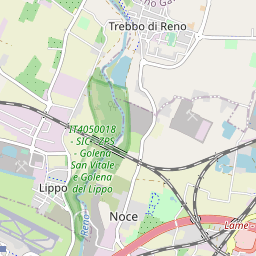 Trebbo di Reno
IT4050018
- SIC-ZPS
- Golena
San Vitale
e Golena
del Lippo
Lippo
Noce
Reno
Lame